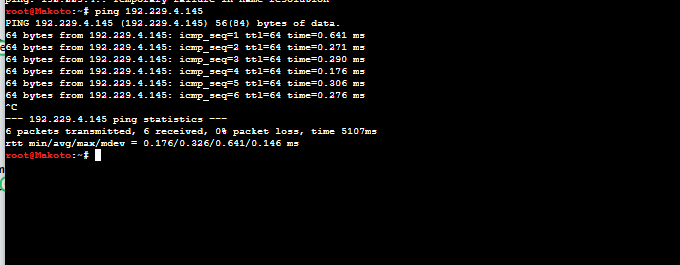 root@Makoto:~# ping 192.229.4.145
PING 192.229.4.145 (192.229.4.145) 56(84) bytes of data.
64 bytes from 192.229.4.145: icmp_seq=1 ttl=64 time=0.641 ms
64 bytes from 192.229.4.145: icmp_seq=2 ttl=64 time=0.271 ms
64 bytes from 192.229.4.145: icmp_seq=3 ttl=64 time=0.290 ms
64 bytes from 192.229.4.145: icmp_seq=4 ttl=64 time=0.176 ms
64 bytes from 192.229.4.145: icmp_seq=5 ttl=64 time=0.306 ms
64 bytes from 192.229.4.145: icmp_seq=6 ttl=64 time=0.276 ms
^C
--- 192.229.4.145 ping statistics ---
6 packets transmitted, 6 received, 0% packet loss, time 5107ms
rtt min/avg/max/mdev = 0.176/0.326/0.641/0.146 ms
root@Makoto:~#